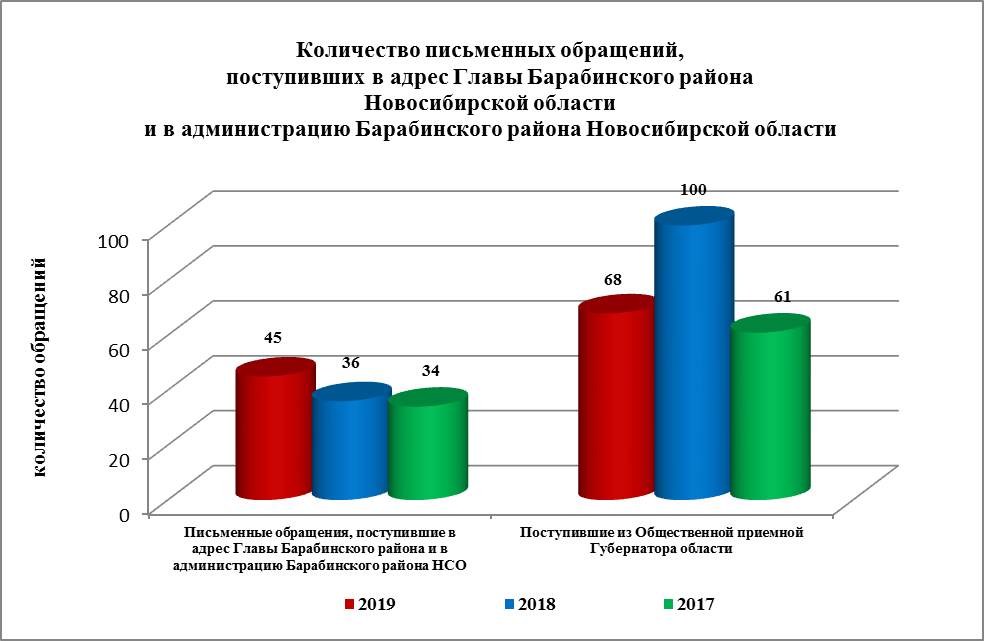 Количество письменных обращений,
поступивших в адрес Главы Барабинского района
Новосибирской области
и в администрацию Барабинского района Новосибирской области
количество обращений
100
80
60
40
20
0
45
36
34
68
100
61
Письменные обращения, поступившие в
адрес Главы Барабинского района и в
администрацию Барабинского района НСО
Поступившие из Общественной приемной
Губернатора области
2019
2018
2017